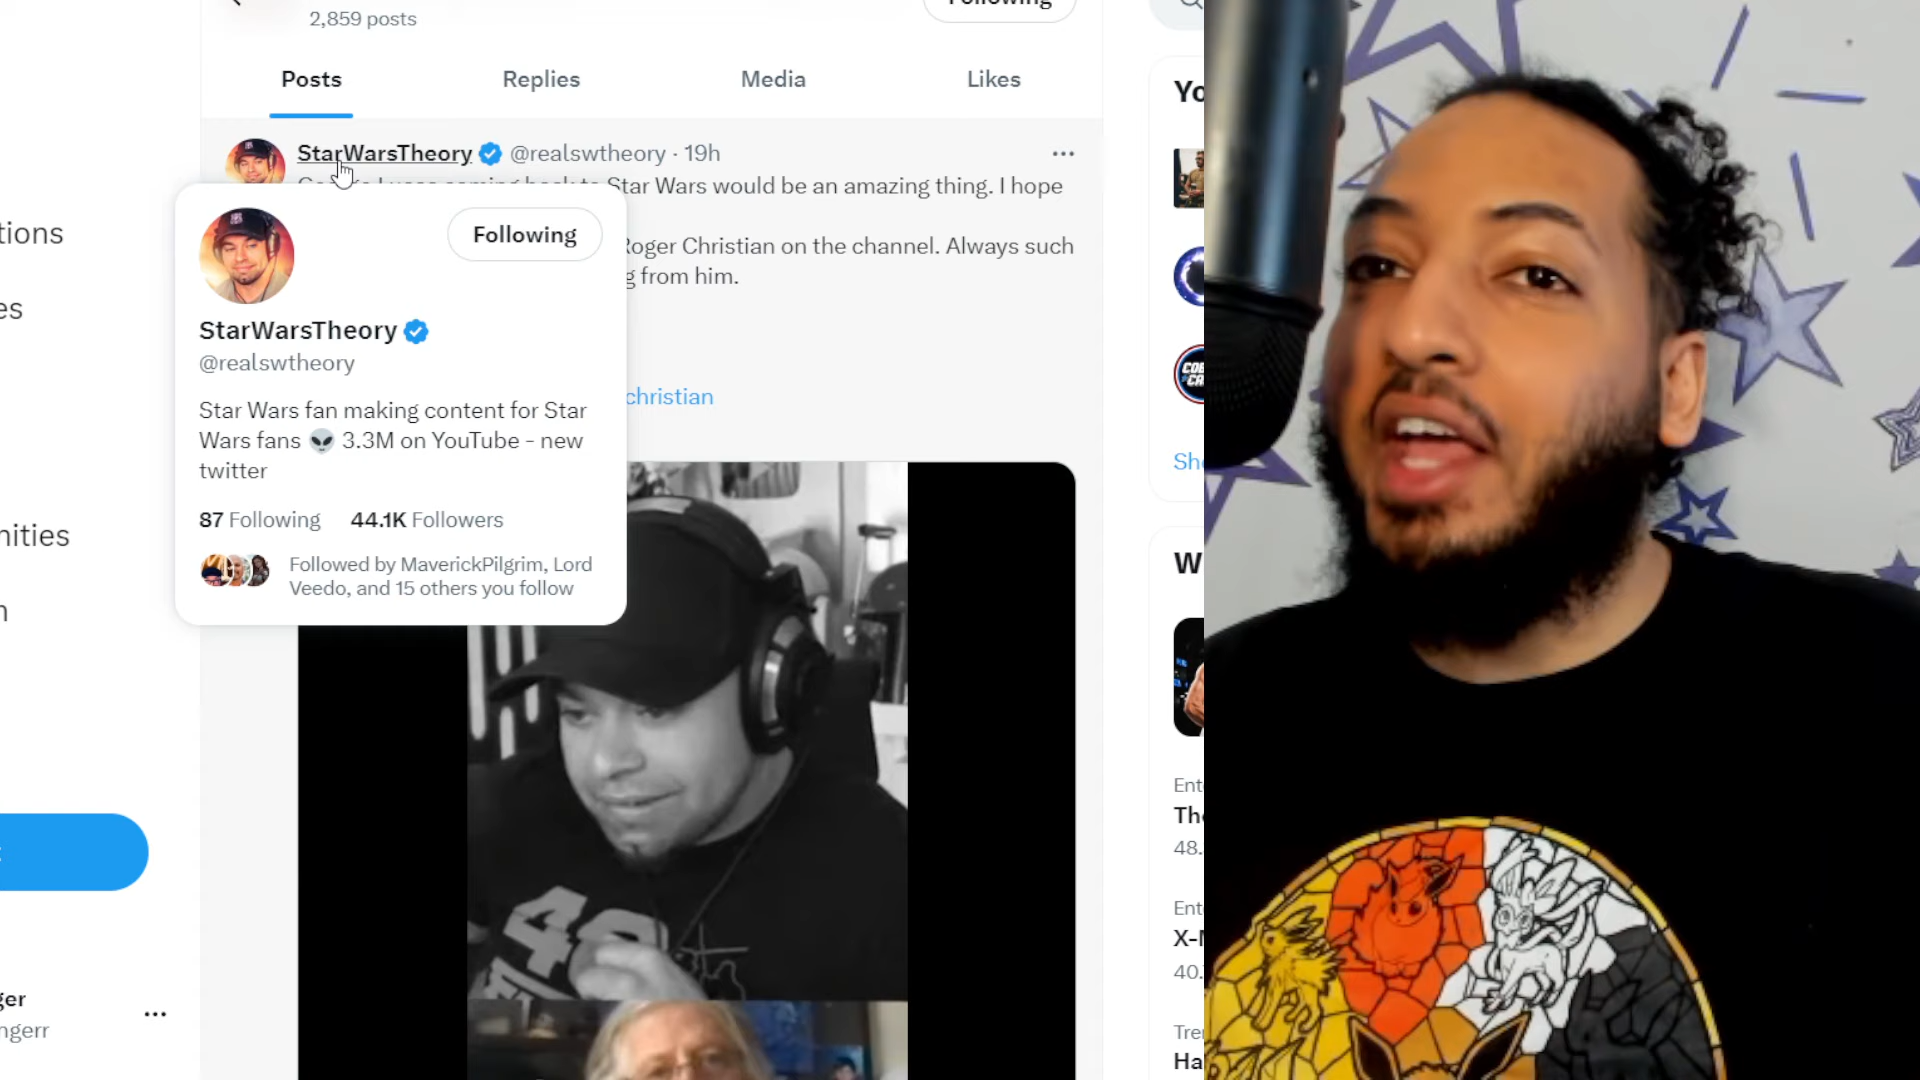 2,859 posts
Following
Posts
Replies
Media
Likes
StarWarsTheory @realswtheory · 19h
Star Wars would be an amazing thing. I hope
Roger Christian on the channel. Always such
g from him.
christian
Following
StarWarsTheory
@realswtheory
Star Wars fan making content for Star
Wars fans 👽 3.3M on YouTube - new
twitter
87 Following 44.1K Followers
Followed by MaverickPilgrim, Lord
Veedo, and 15 others you follow
tions
es
nities
ger
ngerr
Yo
Sh
W
Ent
The
48.
Ent
X-M
40.
Tre
Ha